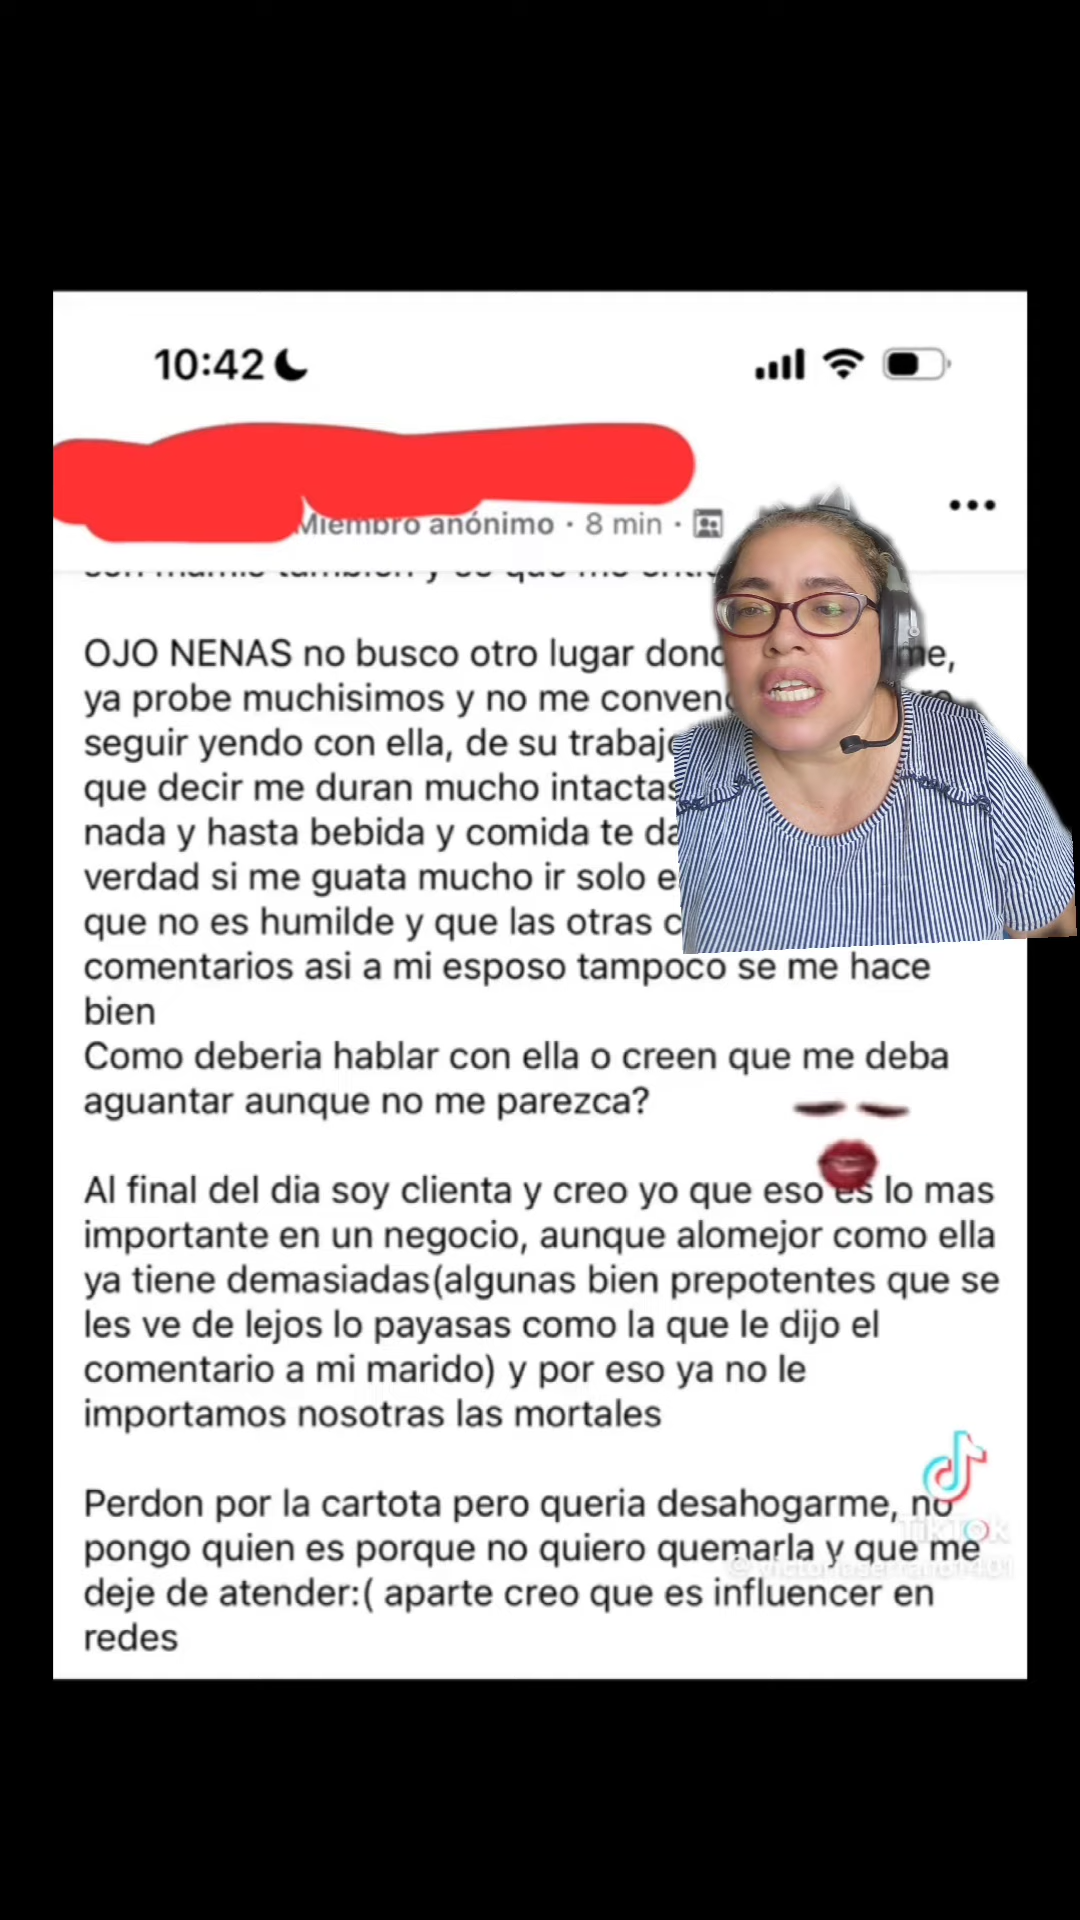 10:42
Miembro anónimo · 8 min ·
son mamis tambien y se que me
OJO NENAS no busco otro lugar
ya probe muchisimos y no me
seguir yendo con ella, de su
que decir me duran mucho
nada y hasta bebida y comida te
verdad si me guata mucho ir solo
que no es humilde y que las otras
comentarios asi a mi esposo tampoco se me hace
bien
Como deberia hablar con ella o creen que me deba
aguantar aunque no me parezca?
Al final del dia soy clienta y creo yo que eso es lo mas
importante en un negocio, aunque alomejor como ella
ya tiene demasiadas(algunas bien prepotentes que se
les ve de lejos lo payasas como la que le dijo el
comentario a mi marido) y por eso ya no le
importamos nosotras las mortales
Perdon por la cartota pero queria desahogarme, no
pongo quien es porque no quiero quemarla y que me
deje de atender:( aparte creo que es influencer en
redes
TikTok